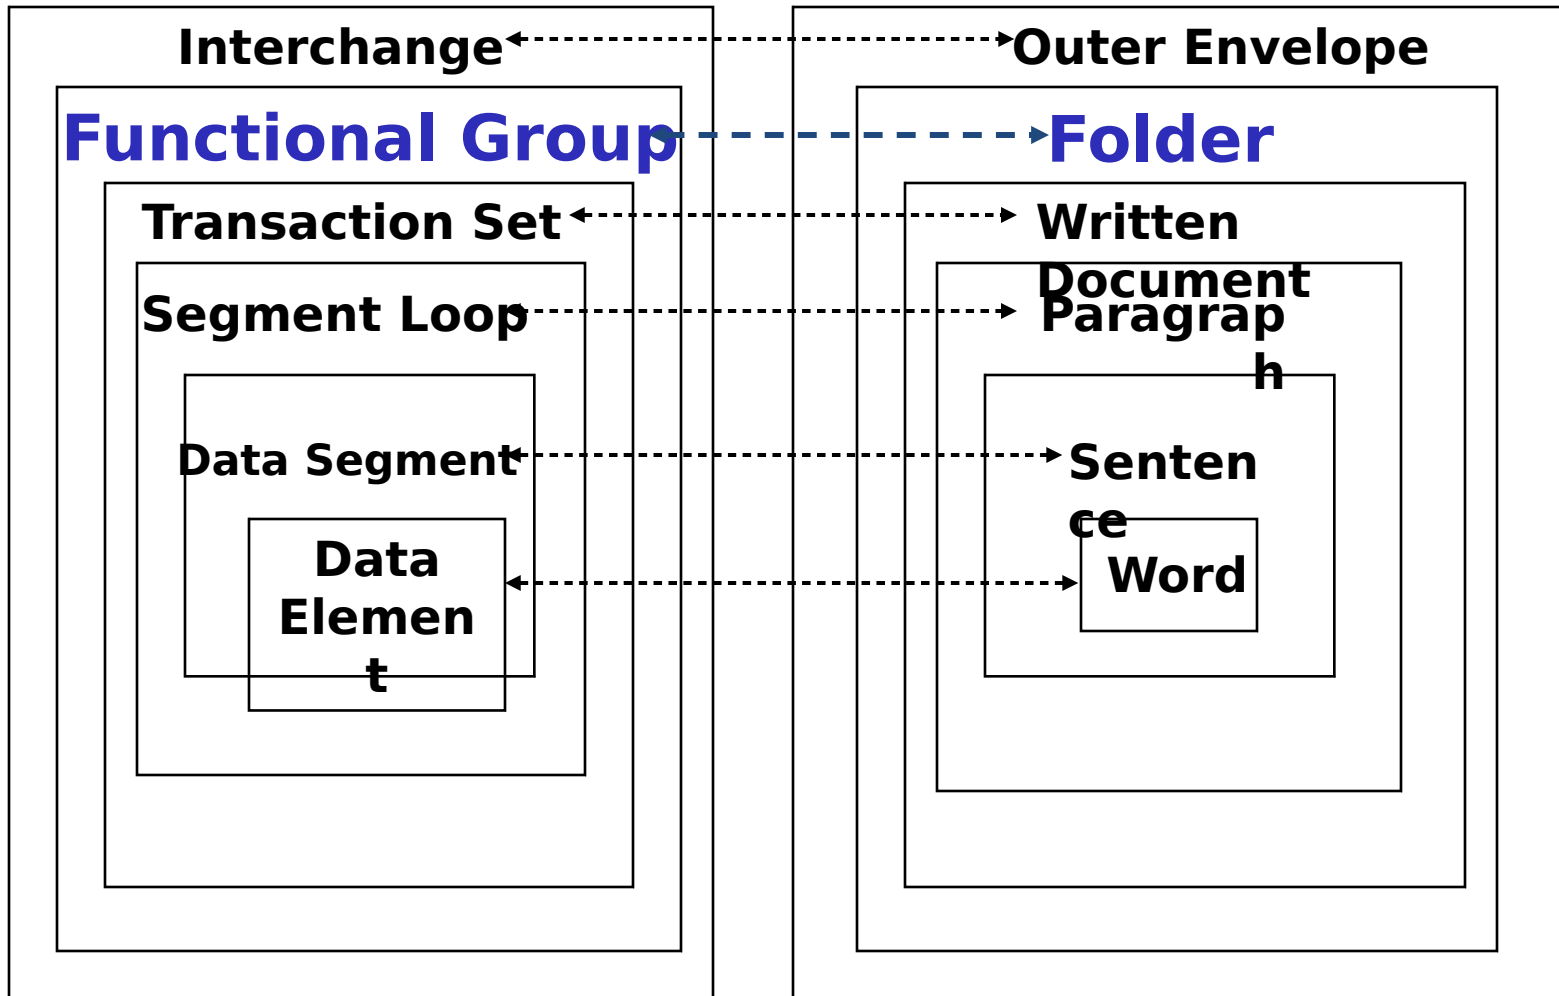 Interchange
Outer Envelope
Functional Group
Folder
Transaction Set
Written
Document
Segment Loop
Paragrap
h
Data Segment
Senten
ce
Data
Elemen
t
Word